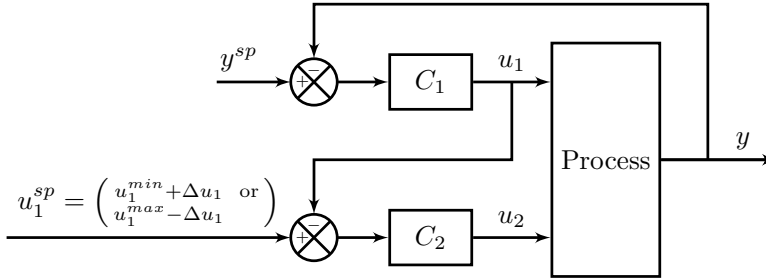 y^{sp}
+
−
C_1
u_1
Process
y
u_1^{sp} = ( u_1^{min}+Δu_1 or
u_1^{max}−Δu_1 )
+
−
C_2
u_2